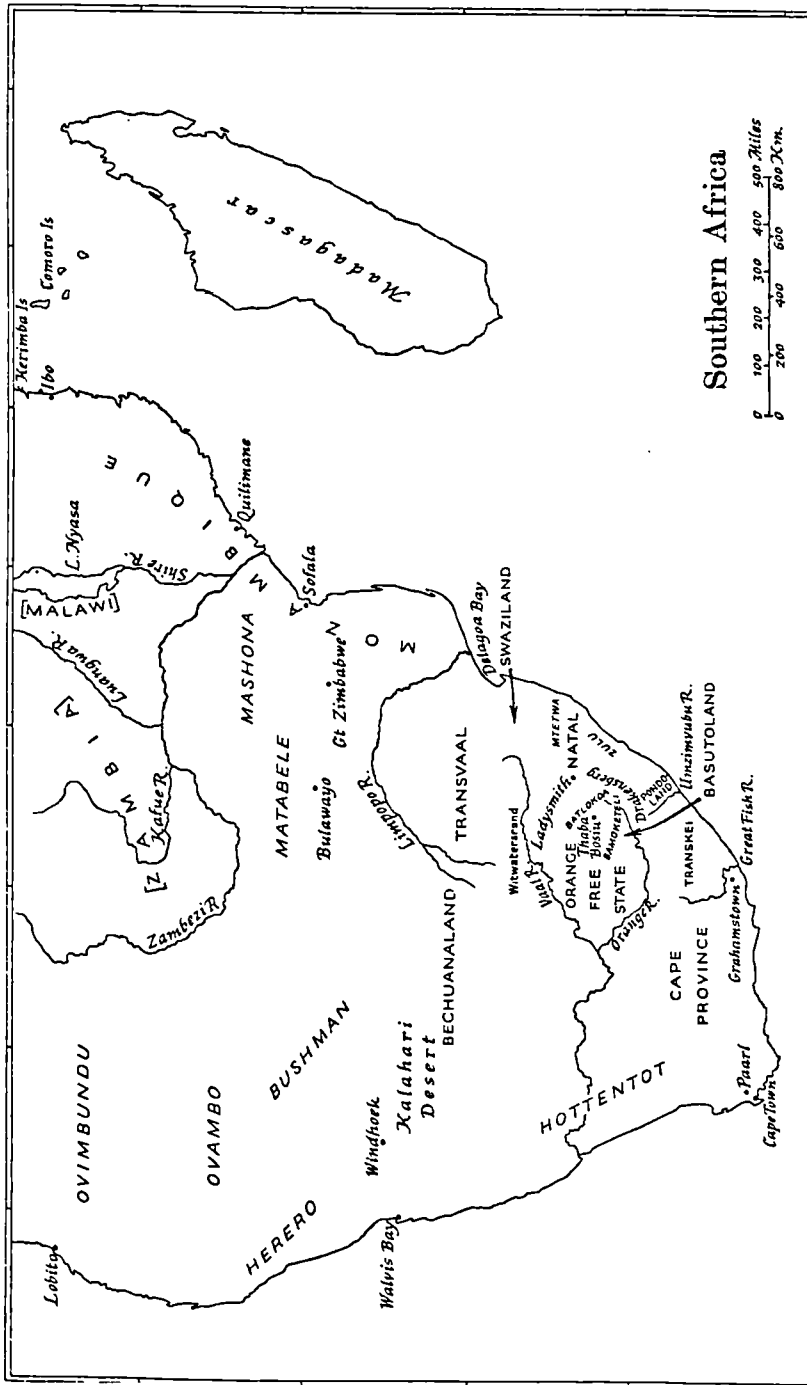 Kerimba Is
Ibo
Comoro Is
Madagascar
L. Nyasa
[MALAWI]
Shire R.
Luangwa R.
MOZAMBIQUE
Quilimane
[ZAMBIA]
Kafue R.
Zambezi R.
Lobito
OVIMBUNDU
OVAMBO
BUSHMAN
HERERO
Windhoek
Walvis Bay
Kalahari
Desert
BECHUANALAND
MASHONA
MATABELE
Bulawayo
Gt Zimbabwe
Sofala
Limpopo R.
TRANSVAAL
Delagoa Bay
SWAZILAND
Witwatersrand
Vaal R.
Ladysmith
MTETWA
NATAL
ZULU
ORANGE
FREE
STATE
BATLOKOA
Thaba
Bosiu
BAMOKOTELI
Drakensberg
PONDO
LAND
Umzimvubu R.
BASUTOLAND
Orange R.
TRANSKEI
Great Fish R.
Grahamstown
CAPE
PROVINCE
HOTTENTOT
Paarl
Cape Town
Southern Africa
0 100 200 300 400 500 Miles
0 200 400 600 800 Km.